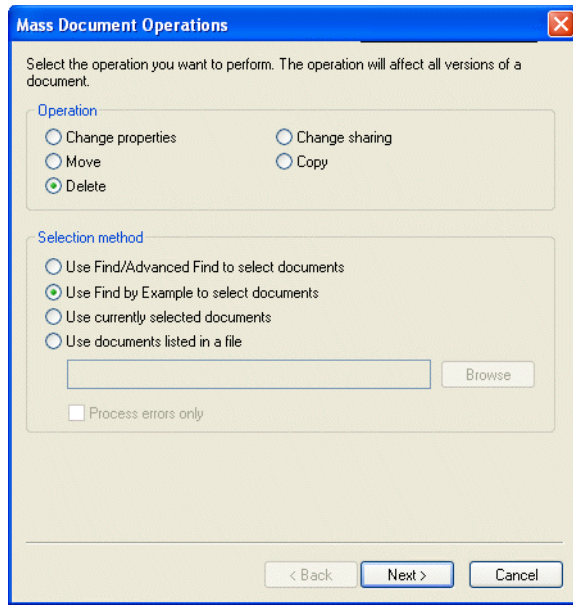 Mass Document Operations
Select the operation you want to perform. The operation will affect all versions of a
document.
Operation
Change properties
Change sharing
Move
Copy
Delete
Selection method
Use Find/Advanced Find to select documents
Use Find by Example to select documents
Use currently selected documents
Use documents listed in a file
Browse
Process errors only
< Back
Next >
Cancel